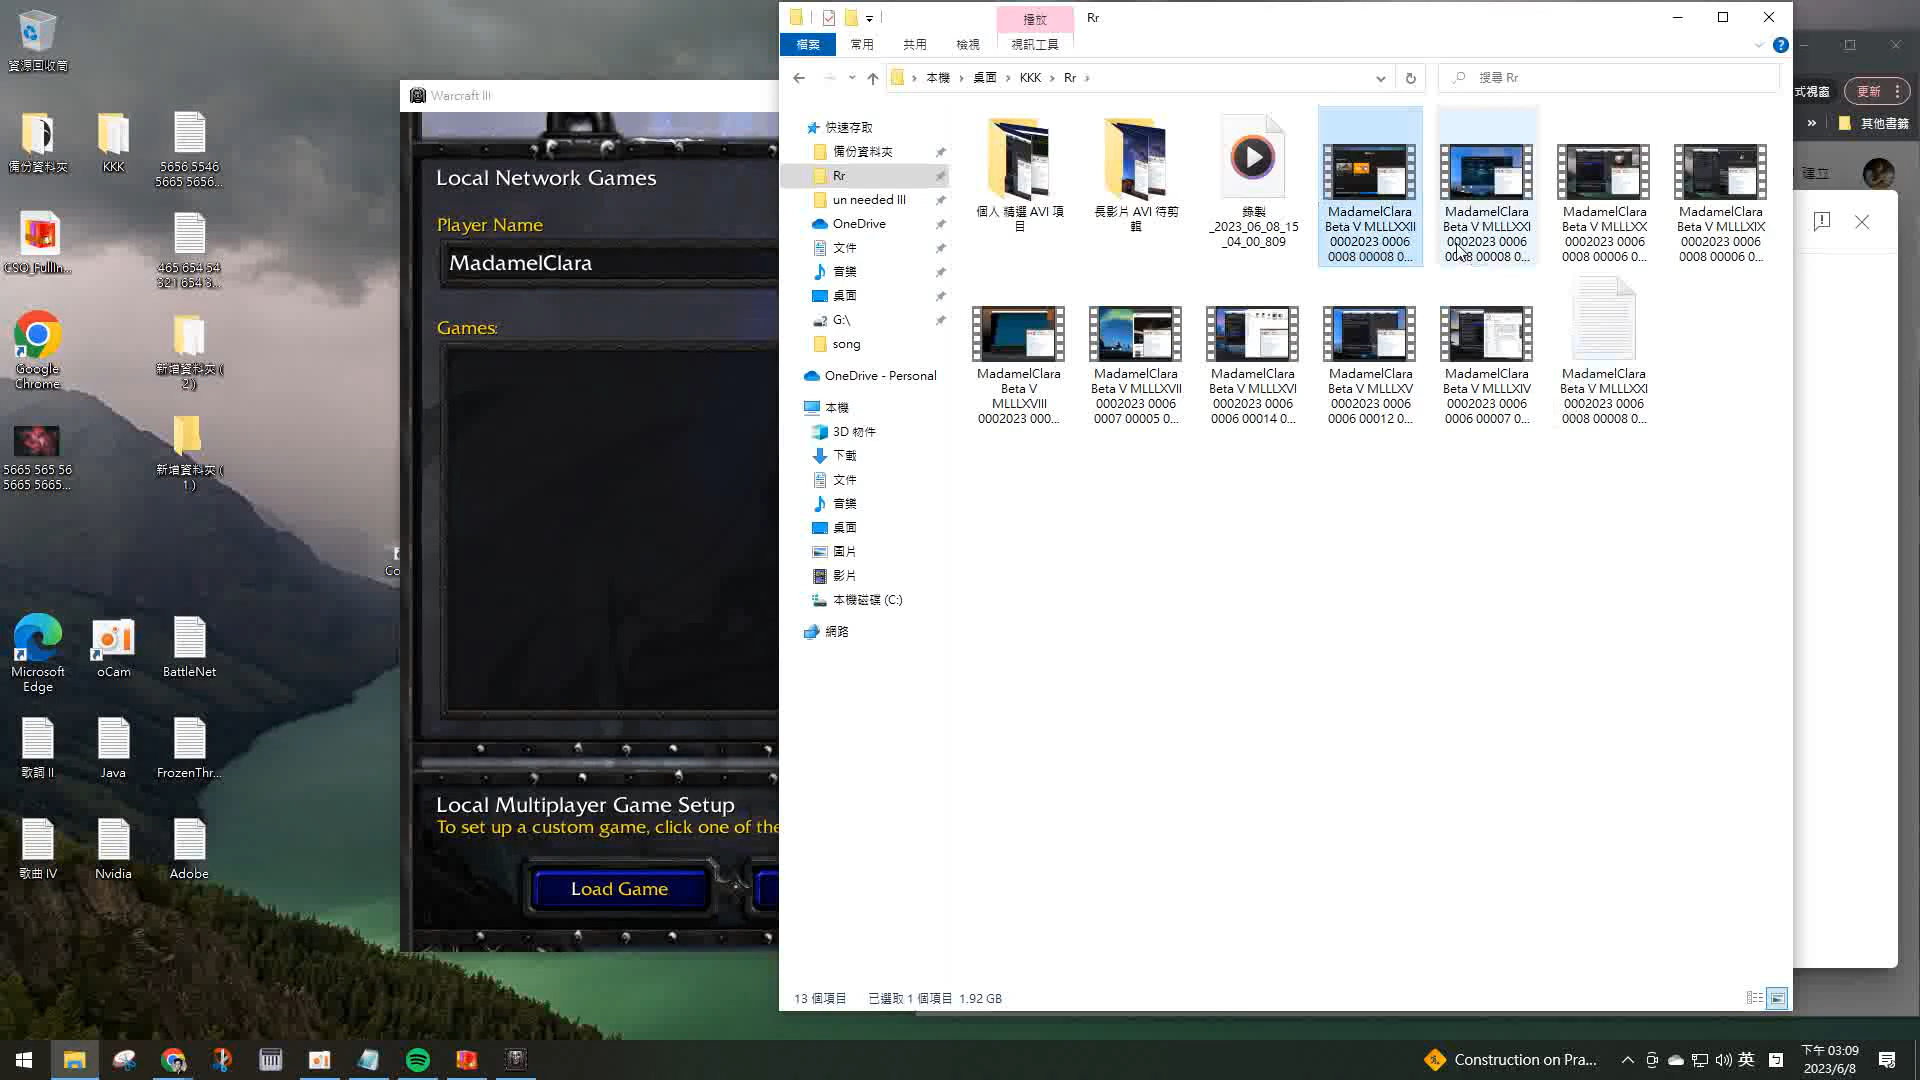 資源回收筒
備份資料夾
KKK
5656 5546
5665 5656...
CSO_FullIn...
465 654 54
321 654 3...
Google
Chrome
新增資料夾 (
2 )
5665 565 56
5665 5665...
新增資料夾 (
1 )
Co
Microsoft
Edge
oCam
BattleNet
歌詞 II
Java
FrozenThr...
歌曲 IV
Nvidia
Adobe
Warcraft III
Local Network Games
Player Name
MadamelClara
Games:
Local Multiplayer Game Setup
To set up a custom game, click one of the
Load Game
播放
Rr
檔案
常用
共用
檢視
視訊工具
本機 › 桌面 › KKK › Rr ›
搜尋 Rr
快速存取
備份資料夾
Rr
un needed III
OneDrive
文件
音樂
桌面
G:\
song
OneDrive - Personal
本機
3D 物件
下載
文件
音樂
桌面
圖片
影片
本機磁碟 (C:)
網路
個人 精選 AVI 項
目
長影片 AVI 待剪
輯
錄製
_2023_06_08_15
_04_00_809
MadamelClara
Beta V MLLLXXII
0002023 0006
0008 00008 0...
MadamelClara
Beta V MLLLXXI
0002023 0006
0008 00008 0...
MadamelClara
Beta V MLLLXX
0002023 0006
0008 00006 0...
MadamelClara
Beta V MLLLXIX
0002023 0006
0008 00006 0...
MadamelClara
Beta V
MLLLXVIII
0002023 000...
MadamelClara
Beta V MLLLXVII
0002023 0006
0007 00005 0...
MadamelClara
Beta V MLLLXVI
0002023 0006
0006 00014 0...
MadamelClara
Beta V MLLLXV
0002023 0006
0006 00012 0...
MadamelClara
Beta V MLLLXIV
0002023 0006
0006 00007 0...
MadamelClara
Beta V MLLLXXI
0002023 0006
0008 00008 0...
13 個項目
已選取 1 個項目 1.92 GB
式視窗
更新
»
其他書籤
建立
Construction on Pra...
英
下午 03:09
2023/6/8